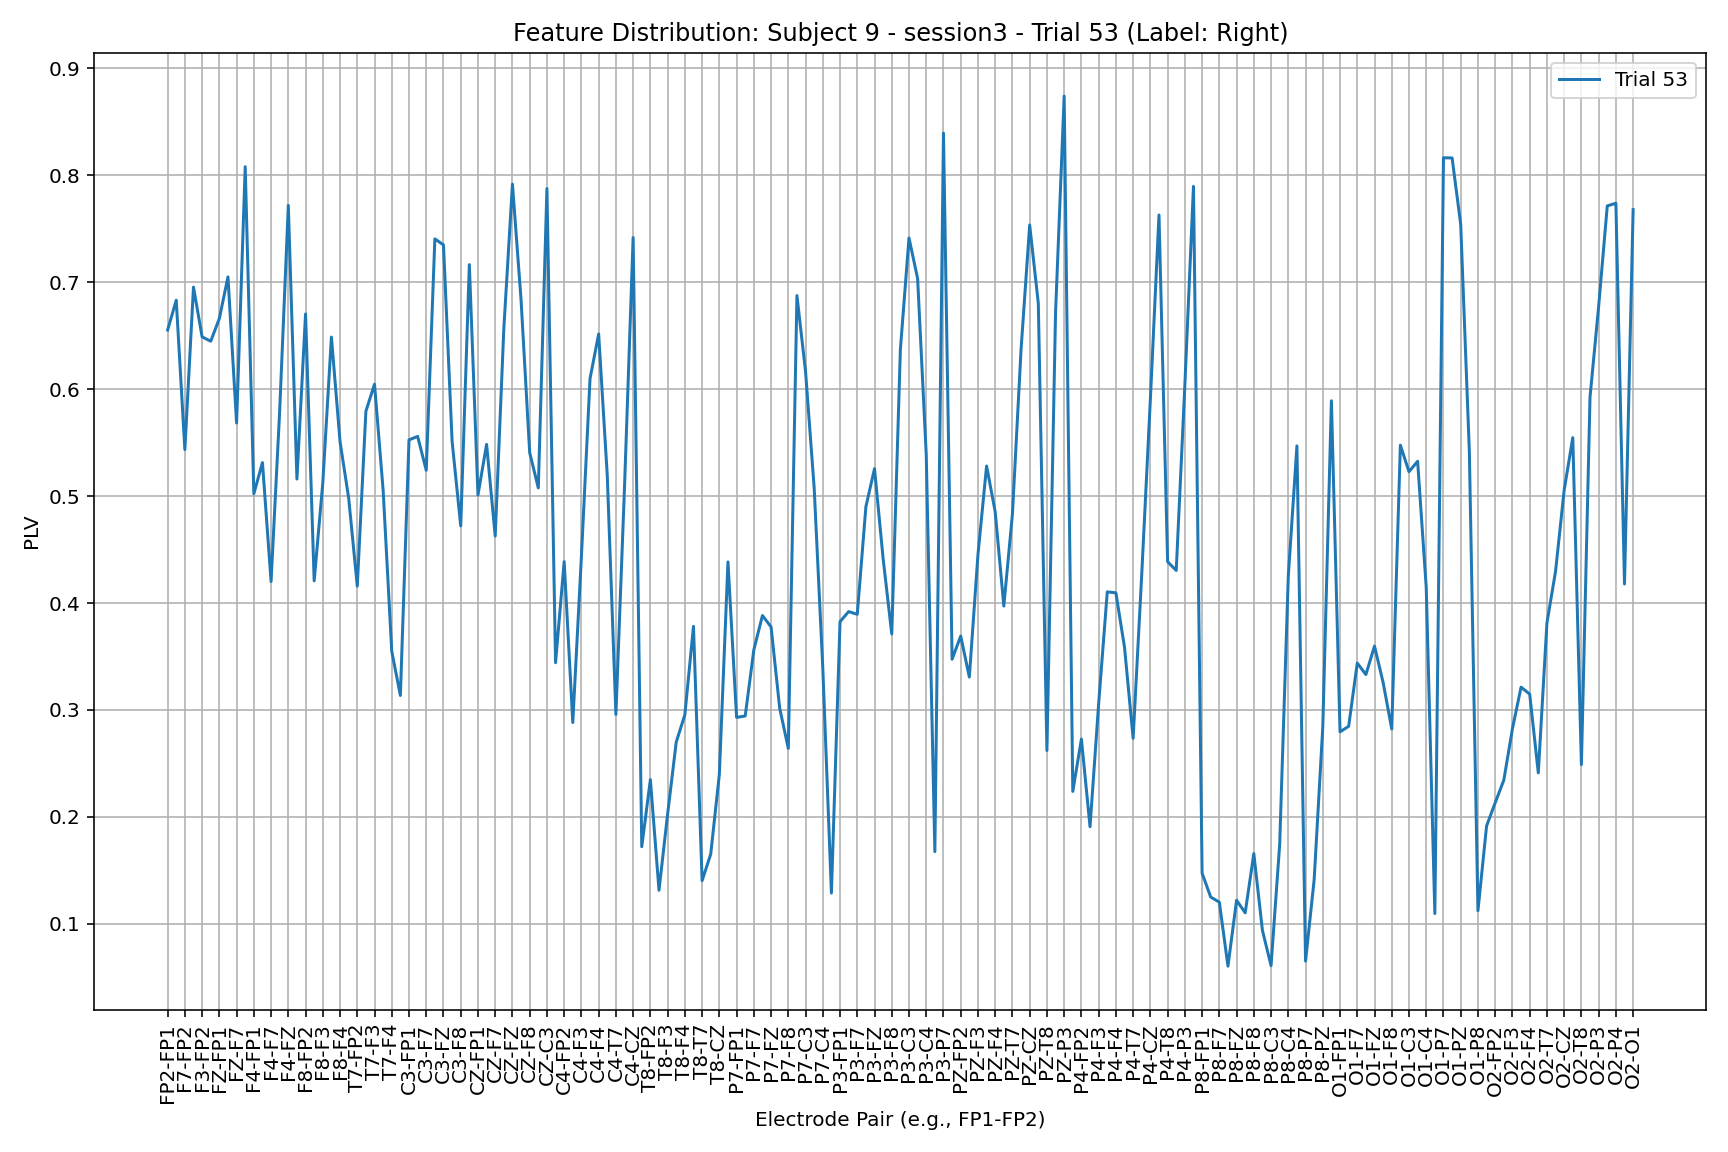 Feature Distribution: Subject 9 - session3 - Trial 53 (Label: Right)
Trial 53
0.9
0.8
0.7
0.6
0.5
0.4
0.3
0.2
0.1
PLV
FP2-FP1
F7-FP2
F3-FP2
FZ-FP1
FZ-F7
F4-FP1
F4-F7
F4-FZ
F8-FP2
F8-F3
F8-F4
T7-FP2
T7-F3
T7-F4
C3-FP1
C3-F7
C3-FZ
C3-F8
CZ-FP1
CZ-F7
CZ-FZ
CZ-F8
CZ-C3
C4-FP2
C4-F3
C4-F4
C4-T7
C4-CZ
T8-FP2
T8-F3
T8-F4
T8-T7
T8-CZ
P7-FP1
P7-F7
P7-FZ
P7-F8
P7-C3
P7-C4
P3-FP1
P3-F7
P3-FZ
P3-F8
P3-C3
P3-C4
P3-P7
PZ-FP2
PZ-F3
PZ-F4
PZ-T7
PZ-CZ
PZ-T8
PZ-P3
P4-FP2
P4-F3
P4-F4
P4-T7
P4-CZ
P4-T8
P4-P3
P8-FP1
P8-F7
P8-FZ
P8-F8
P8-C3
P8-C4
P8-P7
P8-PZ
O1-FP1
O1-F7
O1-FZ
O1-F8
O1-C3
O1-C4
O1-P7
O1-PZ
O1-P8
O2-FP2
O2-F3
O2-F4
O2-T7
O2-CZ
O2-T8
O2-P3
O2-P4
O2-O1
Electrode Pair (e.g., FP1-FP2)